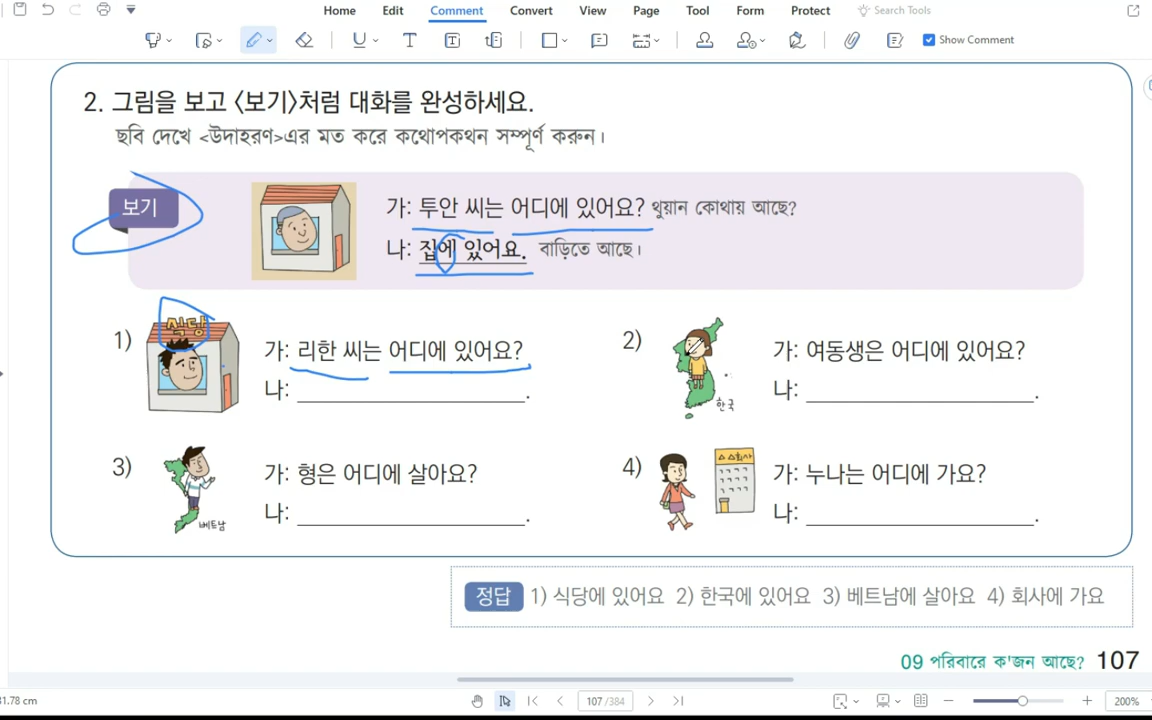 Home Edit Comment Convert View Page Tool Form Protect Search Tools
Show Comment
2. 그림을 보고 〈보기〉처럼 대화를 완성하세요.
ছবি দেখে <উদাহরণ>এর মত করে কথোপকথন সম্পূর্ণ করুন।
보기
가: 투안 씨는 어디에 있어요? থুয়ান কোথায় আছে?
나: 집에 있어요. বাড়িতে আছে।
1)
식당
가: 리한 씨는 어디에 있어요?
나: .
2)
한국
가: 여동생은 어디에 있어요?
나: .
3)
베트남
가: 형은 어디에 살아요?
나: .
4)
가: 누나는 어디에 가요?
나: .
정답 1) 식당에 있어요 2) 한국에 있어요 3) 베트남에 살아요 4) 회사에 가요
09 পরিবারে ক'জন আছে? 107
31.78 cm
107 /384
200%